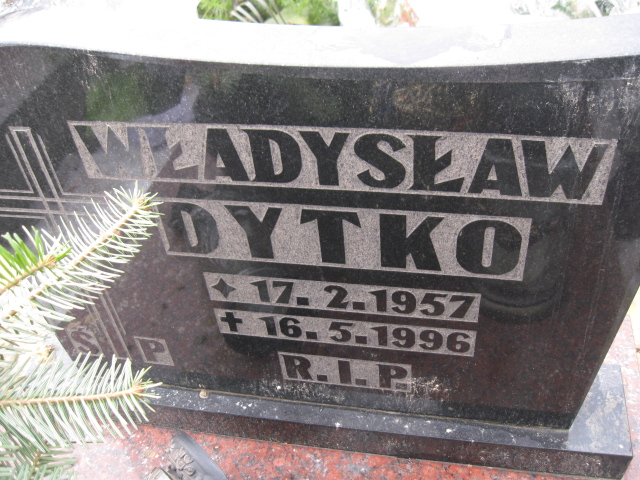 WŁADYSŁAW
DYTKO
✦ 17. 2. 1957
✝ 16. 5. 1996
S P
R. I. P.